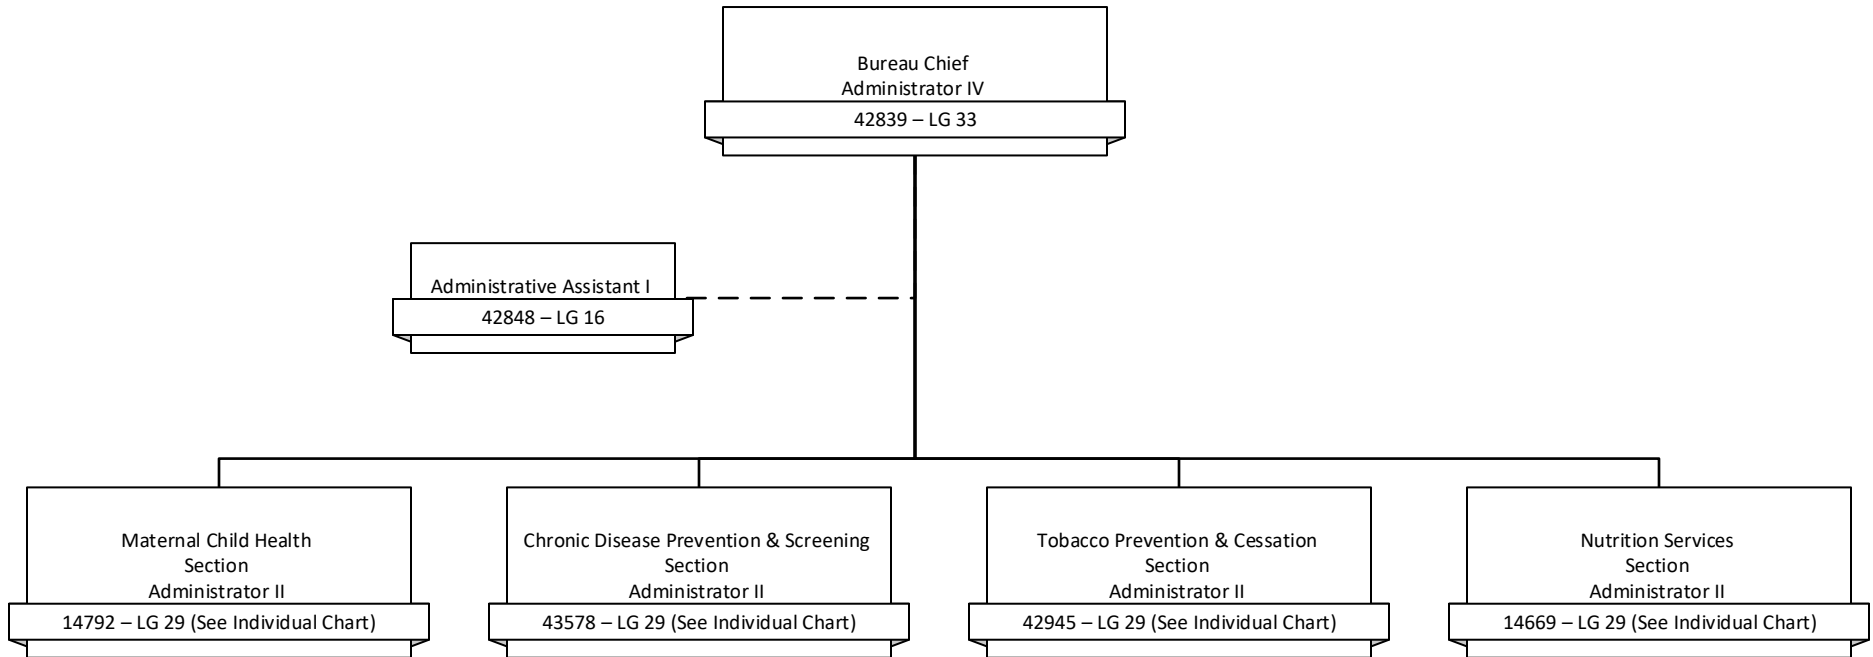 Bureau Chief
Administrator IV
42839 – LG 33
Administrative Assistant I
42848 – LG 16
Maternal Child Health
Section
Administrator II
14792 – LG 29 (See Individual Chart)
Chronic Disease Prevention & Screening
Section
Administrator II
43578 – LG 29 (See Individual Chart)
Tobacco Prevention & Cessation
Section
Administrator II
42945 – LG 29 (See Individual Chart)
Nutrition Services
Section
Administrator II
14669 – LG 29 (See Individual Chart)